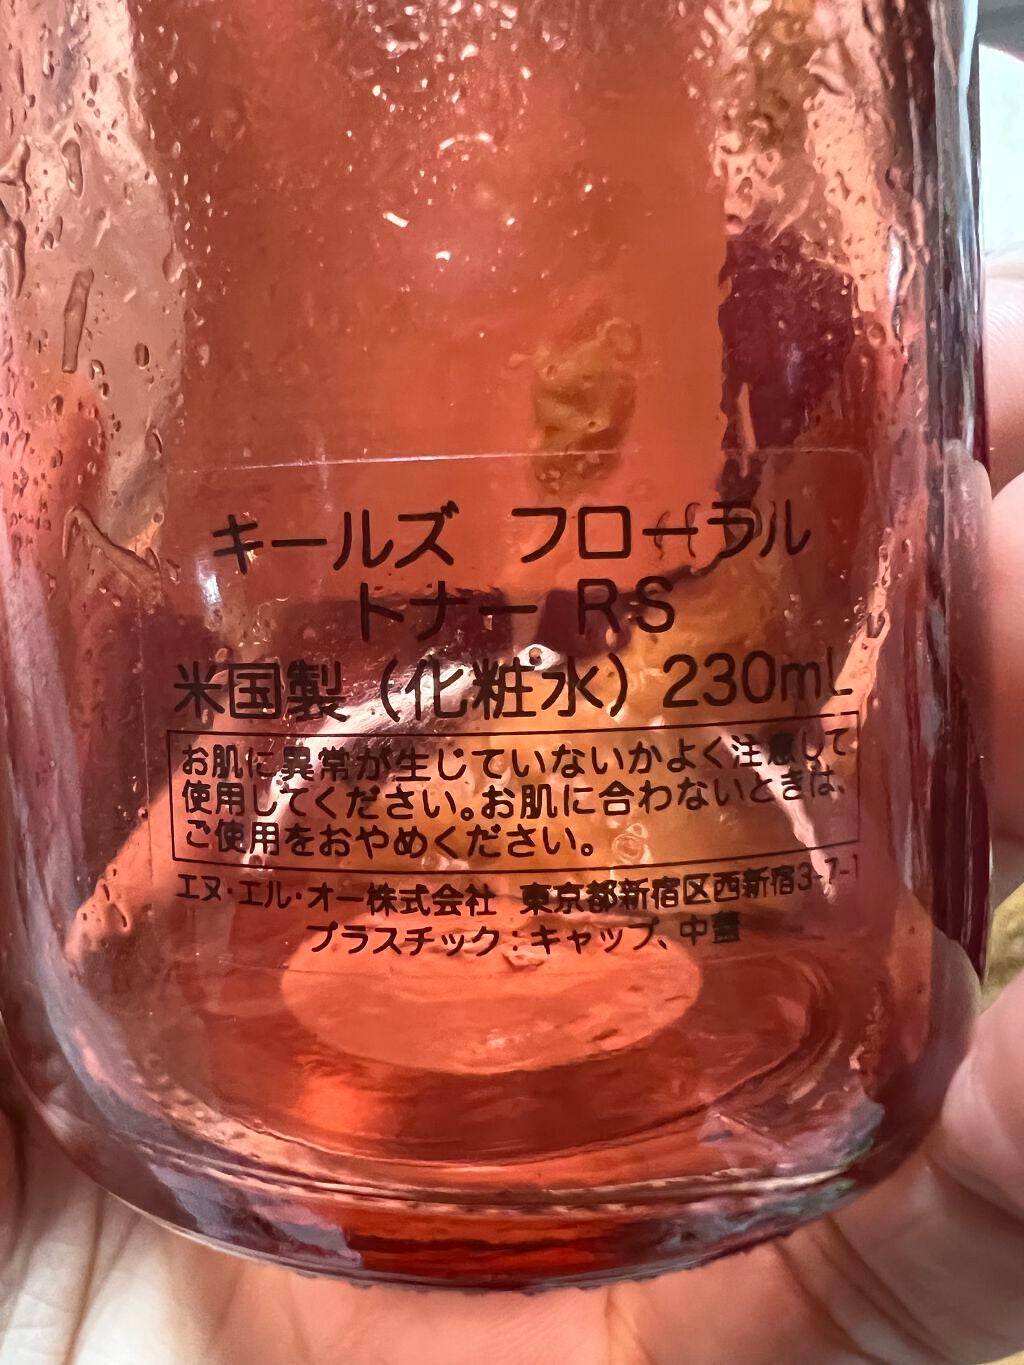 キールズ フローラル
トナー RS
米国製（化粧水）230mL
お肌に異常が生じていないかよく注意して
使用してください。お肌に合わないときは、
ご使用をおやめください。
エヌ・エル・オー株式会社 東京都新宿区西新宿3-7-1
プラスチック：キャップ、中蓋